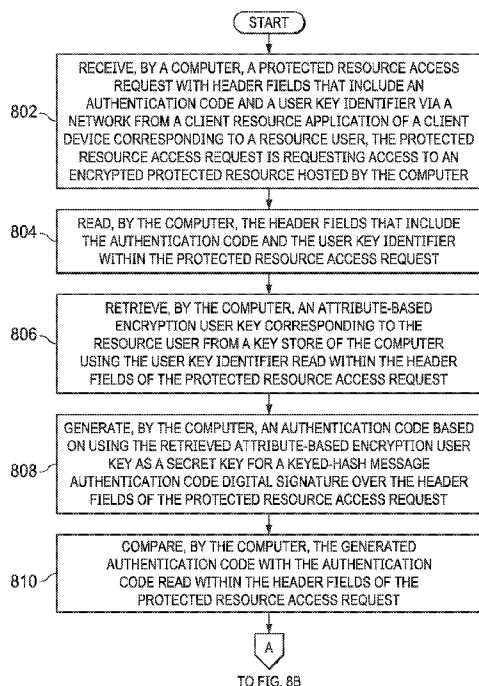 START
802
RECEIVE, BY A COMPUTER, A PROTECTED RESOURCE ACCESS
REQUEST WITH HEADER FIELDS THAT INCLUDE AN
AUTHENTICATION CODE AND A USER KEY IDENTIFIER VIA A
NETWORK FROM A CLIENT RESOURCE APPLICATION OF A CLIENT
DEVICE CORRESPONDING TO A RESOURCE USER, THE PROTECTED
RESOURCE ACCESS REQUEST IS REQUESTING ACCESS TO AN
ENCRYPTED PROTECTED RESOURCE HOSTED BY THE COMPUTER
804
READ, BY THE COMPUTER, THE HEADER FIELDS THAT INCLUDE
THE AUTHENTICATION CODE AND THE USER KEY IDENTIFIER
WITHIN THE PROTECTED RESOURCE ACCESS REQUEST
806
RETRIEVE, BY THE COMPUTER, AN ATTRIBUTE-BASED
ENCRYPTION USER KEY CORRESPONDING TO THE
RESOURCE USER FROM A KEY STORE OF THE COMPUTER
USING THE USER KEY IDENTIFIER READ WITHIN THE HEADER
FIELDS OF THE PROTECTED RESOURCE ACCESS REQUEST
808
GENERATE, BY THE COMPUTER, AN AUTHENTICATION CODE BASED
ON USING THE RETRIEVED ATTRIBUTE-BASED ENCRYPTION USER
KEY AS A SECRET KEY FOR A KEYED-HASH MESSAGE
AUTHENTICATION CODE DIGITAL SIGNATURE OVER THE HEADER
FIELDS OF THE PROTECTED RESOURCE ACCESS REQUEST
810
COMPARE, BY THE COMPUTER, THE GENERATED
AUTHENTICATION CODE WITH THE AUTHENTICATION
CODE READ WITHIN THE HEADER FIELDS OF THE
PROTECTED RESOURCE ACCESS REQUEST
A
TO FIG. 8B